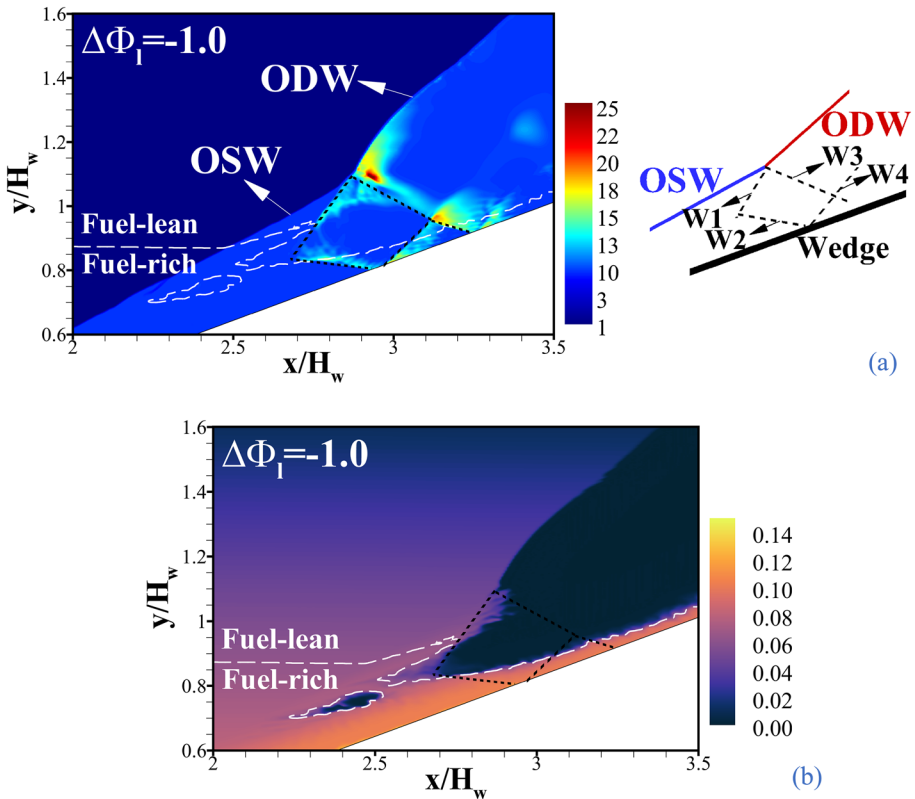 ΔΦl=-1.0
ODW
OSW
Fuel-lean
Fuel-rich
1.6
1.4
1.2
1
0.8
0.6
y/Hw
2
2.5
3
3.5
x/Hw
25
22
20
18
15
13
10
8
3
1
ODW
OSW
W3
W4
W1
W2
Wedge
(a)
ΔΦl=-1.0
Fuel-lean
Fuel-rich
1.6
1.4
1.2
1
0.8
0.6
y/Hw
2
2.5
3
3.5
x/Hw
0.14
0.12
0.10
0.08
0.06
0.04
0.02
0.00
(b)